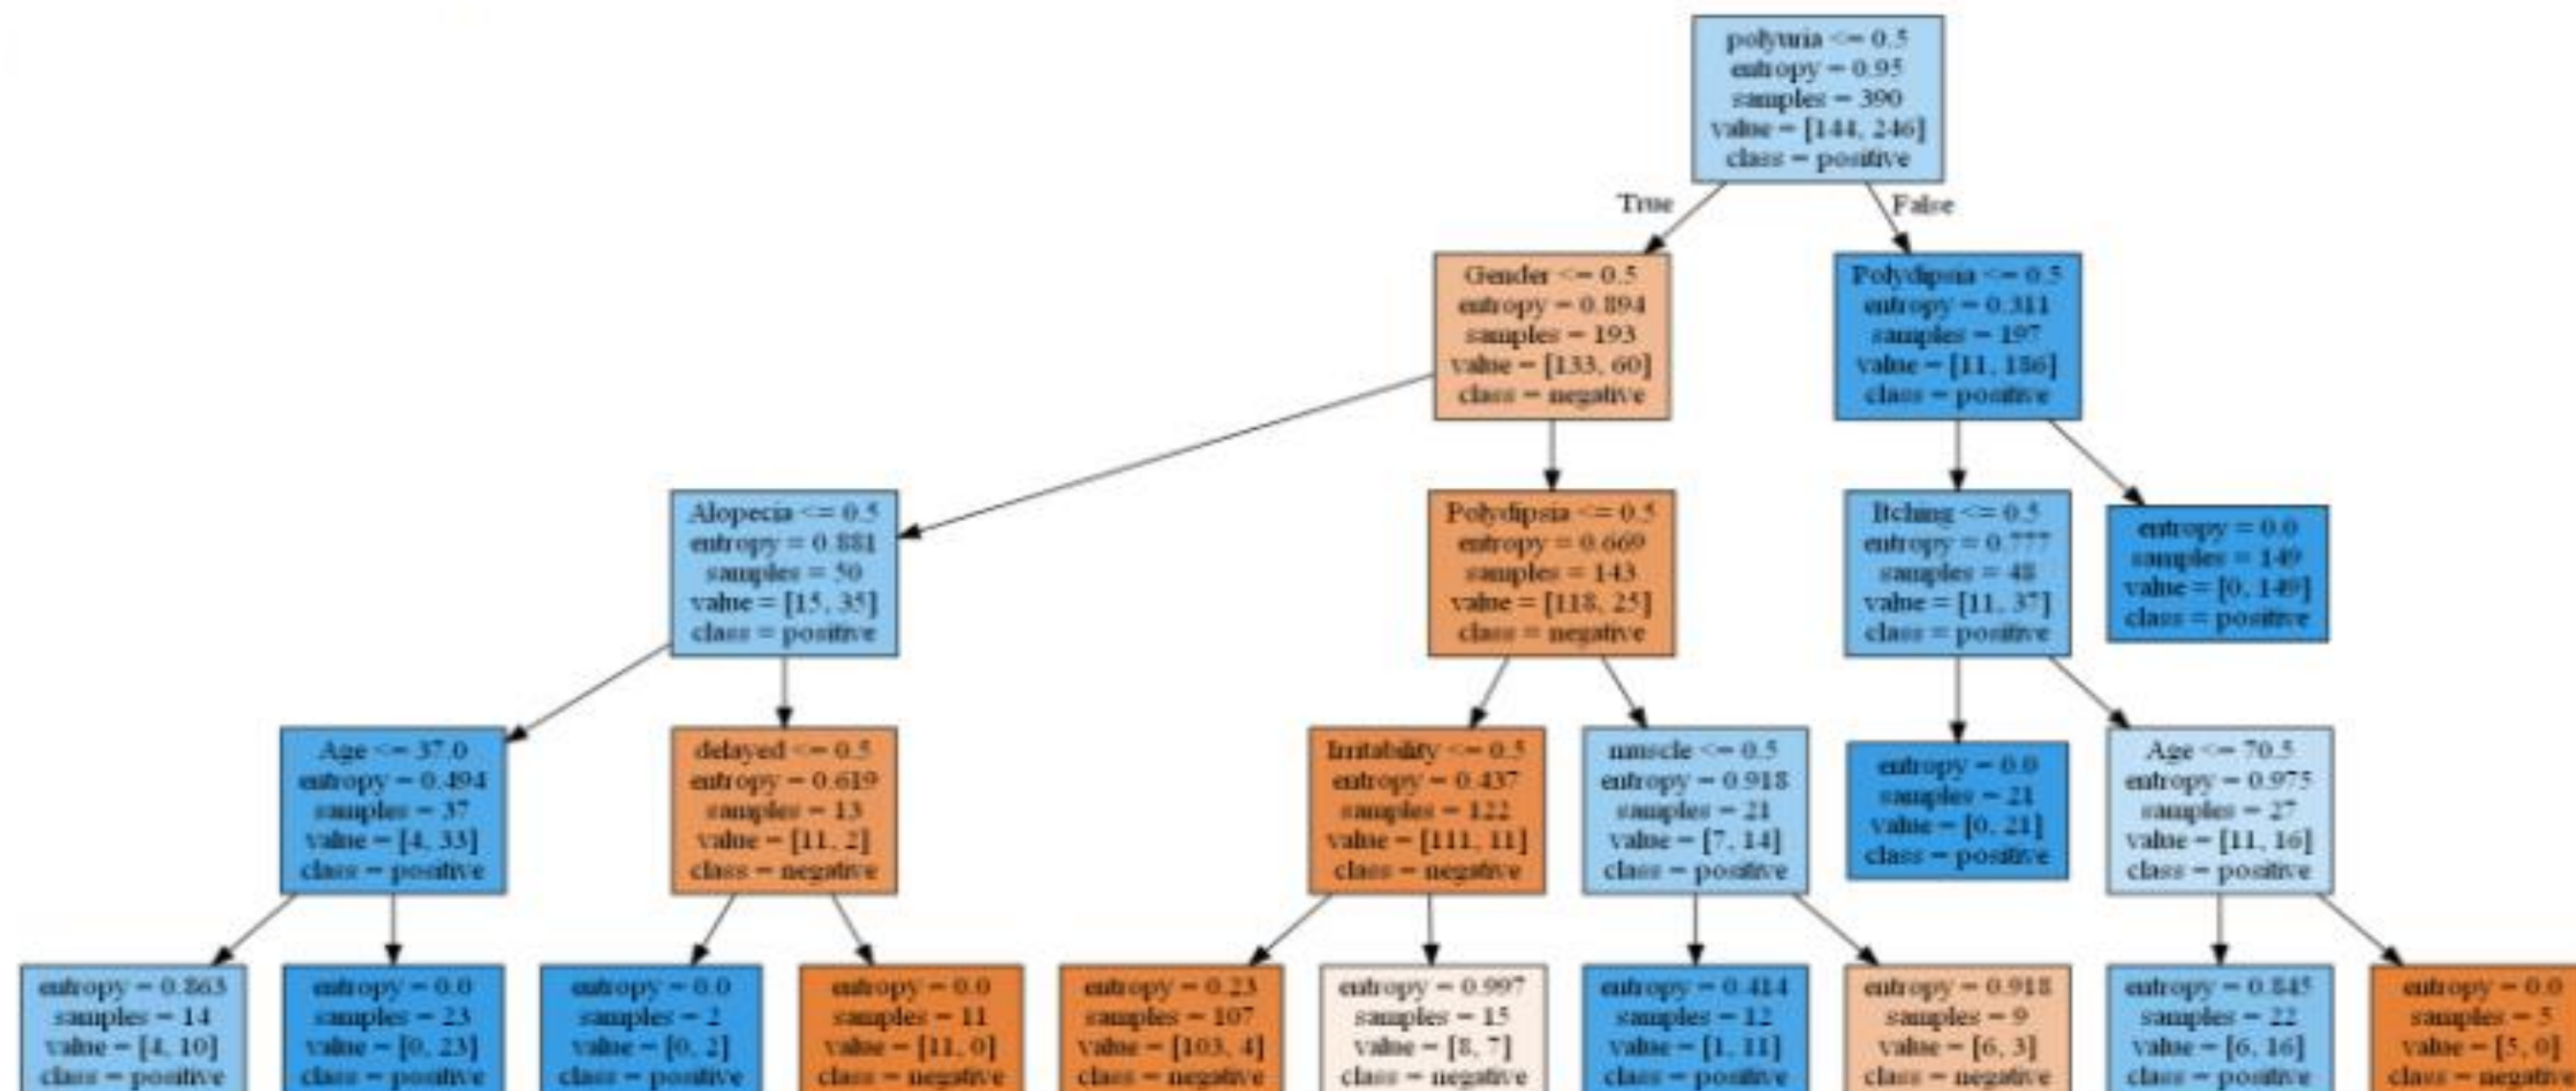 polyuria <= 0.5
entropy = 0.95
samples = 390
value = [144, 246]
class = positive
True
False
Gender <= 0.5
entropy = 0.894
samples = 193
value = [133, 60]
class = negative
Polydipsia <= 0.5
entropy = 0.311
samples = 197
value = [11, 186]
class = positive
Alopecia <= 0.5
entropy = 0.881
samples = 50
value = [15, 35]
class = positive
Polydipsia <= 0.5
entropy = 0.669
samples = 143
value = [118, 25]
class = negative
Itching <= 0.5
entropy = 0.777
samples = 48
value = [11, 37]
class = positive
entropy = 0.0
samples = 149
value = [0, 149]
class = positive
Age <= 37.0
entropy = 0.494
samples = 37
value = [4, 33]
class = positive
delayed <= 0.5
entropy = 0.619
samples = 13
value = [11, 2]
class = negative
Irritability <= 0.5
entropy = 0.437
samples = 122
value = [111, 11]
class = negative
muscle <= 0.5
entropy = 0.918
samples = 21
value = [7, 14]
class = positive
entropy = 0.0
samples = 21
value = [0, 21]
class = positive
Age <= 70.5
entropy = 0.975
samples = 27
value = [11, 16]
class = positive
entropy = 0.863
samples = 14
value = [4, 10]
class = positive
entropy = 0.0
samples = 23
value = [0, 23]
class = positive
entropy = 0.0
samples = 2
value = [0, 2]
class = positive
entropy = 0.0
samples = 11
value = [11, 0]
class = negative
entropy = 0.23
samples = 107
value = [103, 4]
class = negative
entropy = 0.997
samples = 15
value = [8, 7]
class = negative
entropy = 0.414
samples = 12
value = [1, 11]
class = positive
entropy = 0.918
samples = 9
value = [6, 3]
class = negative
entropy = 0.845
samples = 22
value = [6, 16]
class = positive
entropy = 0.0
samples = 5
value = [5, 0]
class = negative